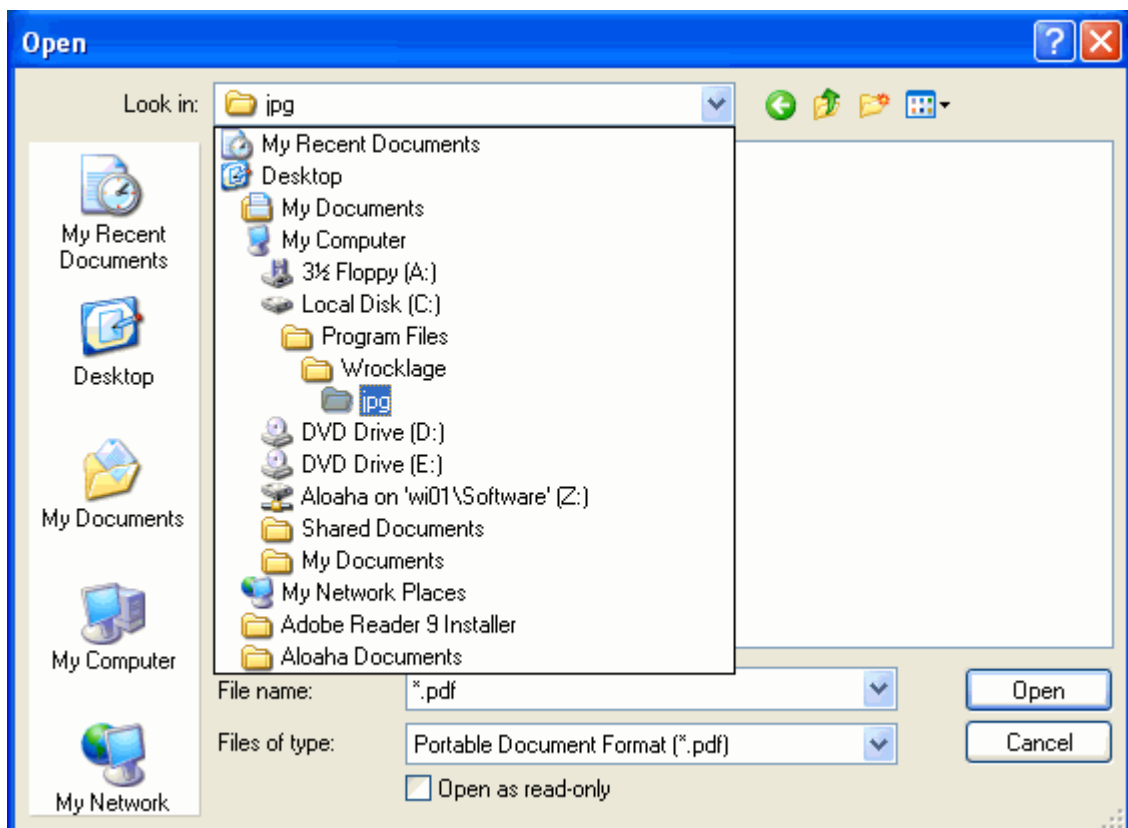 Open
Look in: jpg
My Recent Documents
Desktop
My Documents
My Computer
3½ Floppy (A:)
Local Disk (C:)
Program Files
Wrocklage
jpg
DVD Drive (D:)
DVD Drive (E:)
Aloaha on 'wi01\Software' (Z:)
Shared Documents
My Documents
My Network Places
Adobe Reader 9 Installer
Aloaha Documents
My Recent
Documents
Desktop
My Documents
My Computer
My Network
File name: *.pdf Open
Files of type: Portable Document Format (*.pdf) Cancel
Open as read-only